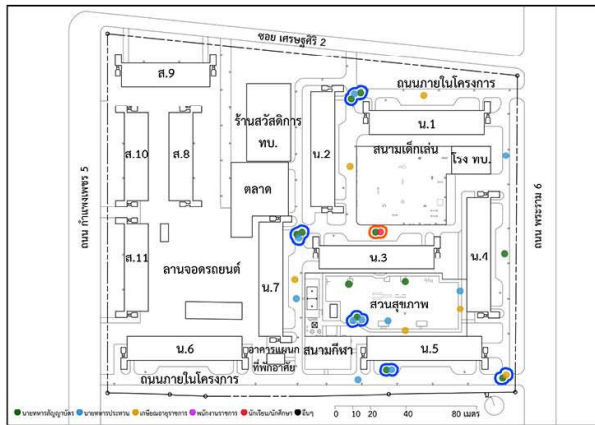 ซอย เศรษฐศิริ 2
ถนนภายในโครงการ
ส.9
ร้านสวัสดิการ
ทบ.
น.2
น.1
สนามเด็กเล่น
โรง ทบ.
ส.10
ส.8
ตลาด
ถนน กำแพงเพชร 5
ถนน พระราม 6
ส.11
ลานจอดรถยนต์
น.7
น.3
น.4
สวนสุขภาพ
น.6
อาคารแผนก
ที่พักอาศัย
สนามกีฬา
น.5
ถนนภายในโครงการ
นายทหารสัญญาบัตร นายทหารประทวน เกษียณอายุราชการ พนักงานราชการ นักเรียน/นักศึกษา อื่นๆ
0 10 20 40 80 เมตร